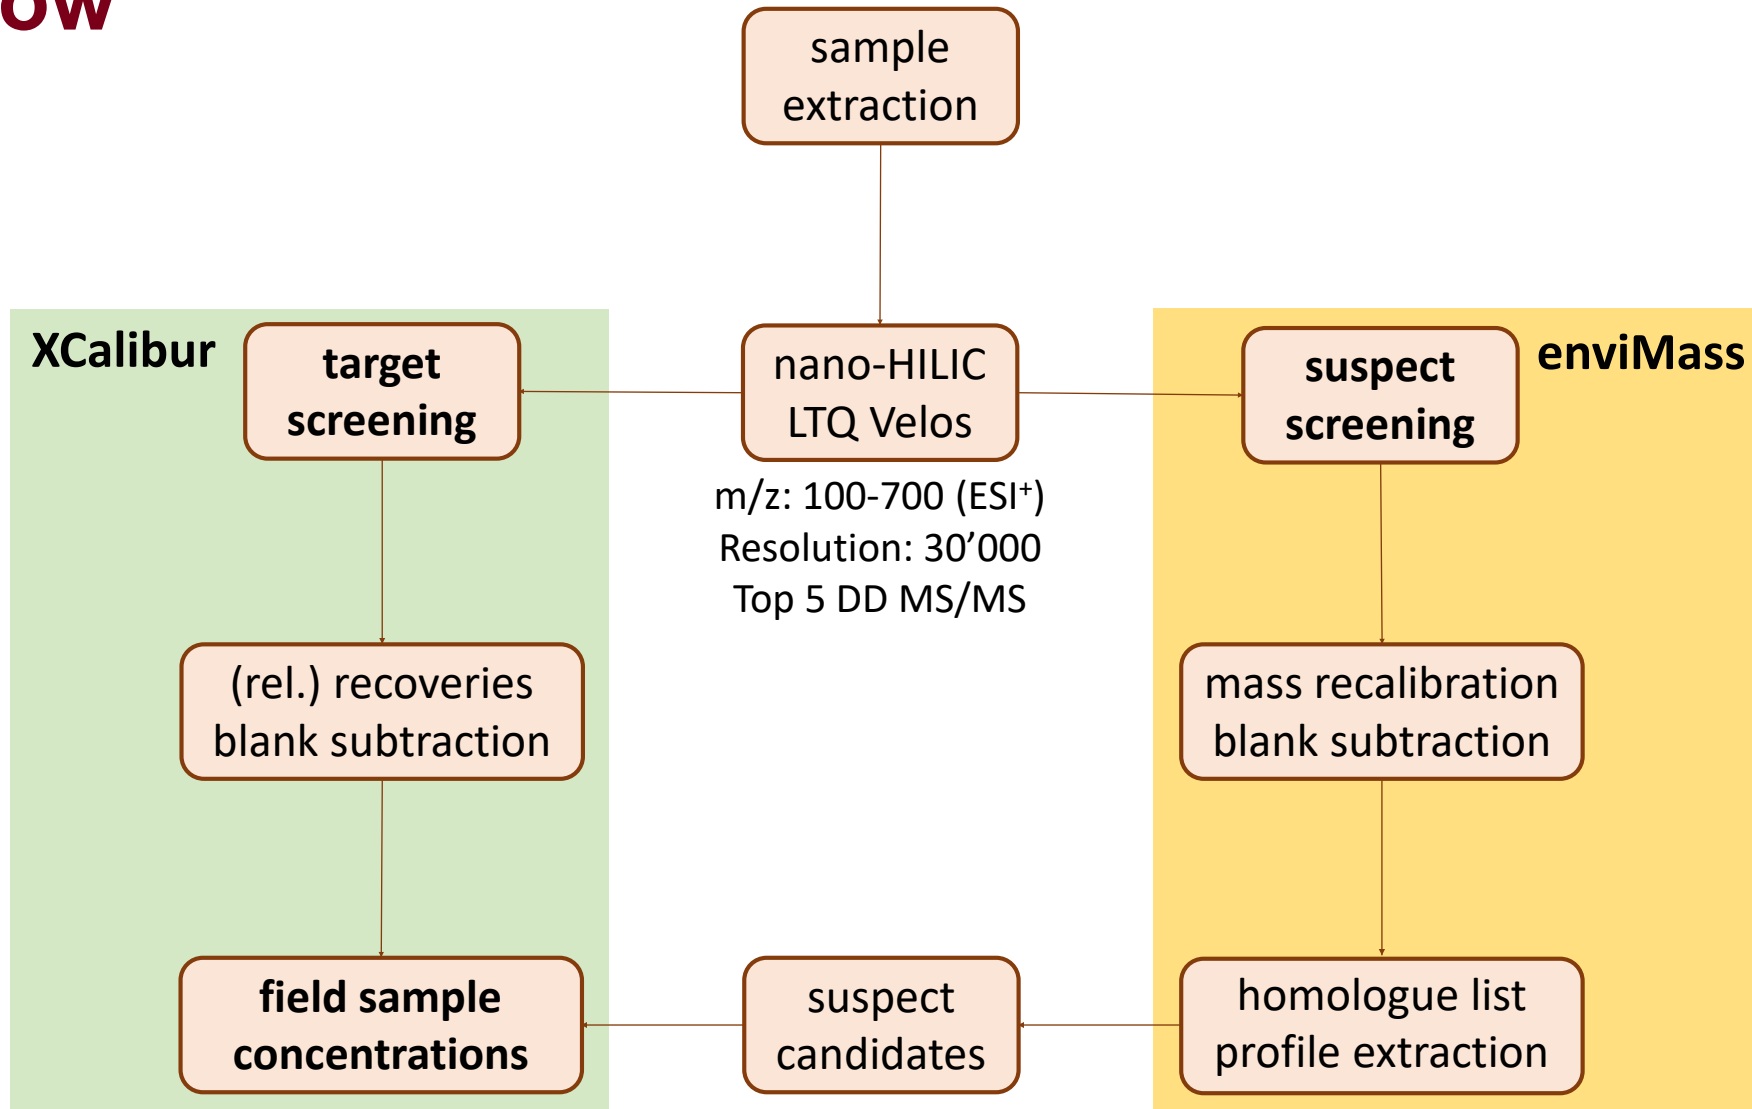 ow
sample
extraction
XCalibur
target
screening
nano-HILIC
LTQ Velos
m/z: 100-700 (ESI⁺)
Resolution: 30’000
Top 5 DD MS/MS
suspect
screening
enviMass
(rel.) recoveries
blank subtraction
mass recalibration
blank subtraction
field sample
concentrations
suspect
candidates
homologue list
profile extraction